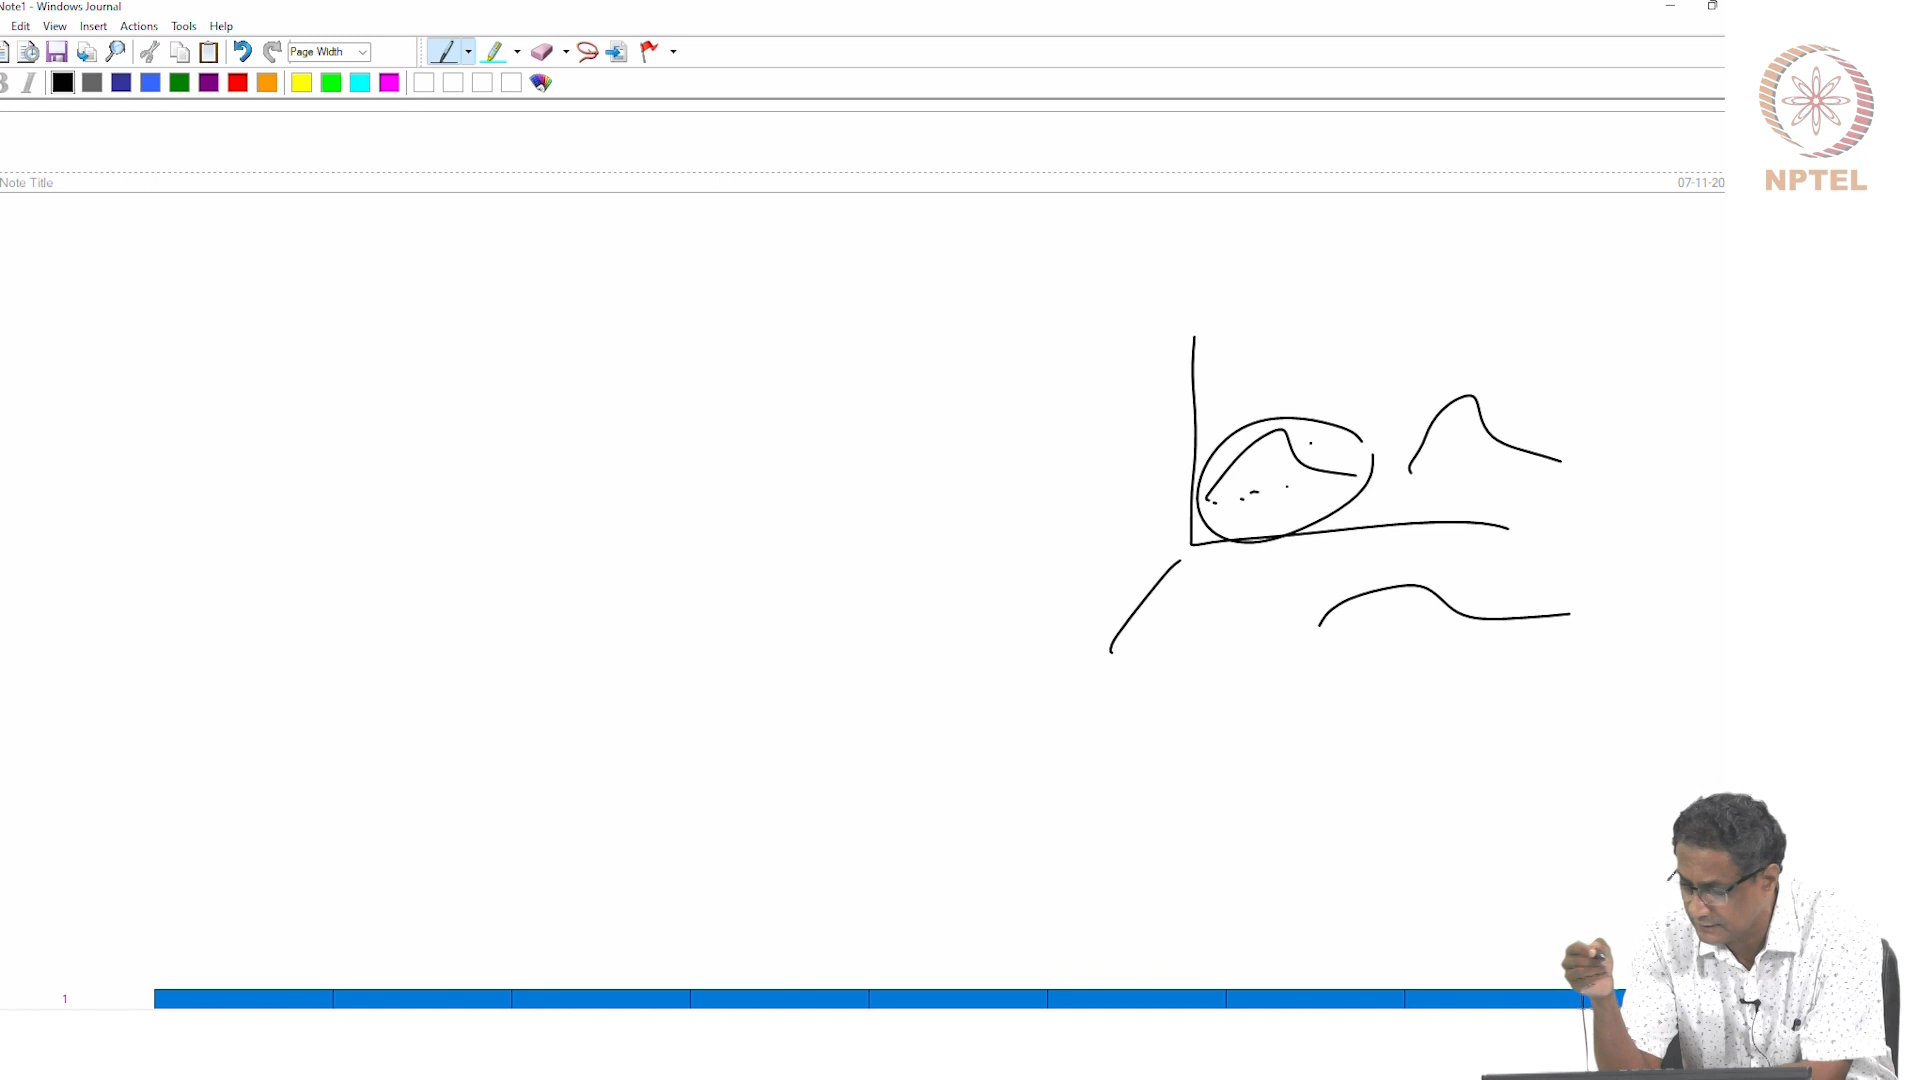 Note1 - Windows Journal
Edit View Insert Actions Tools Help
Page Width
B I
Note Title
07-11-20
NPTEL
1